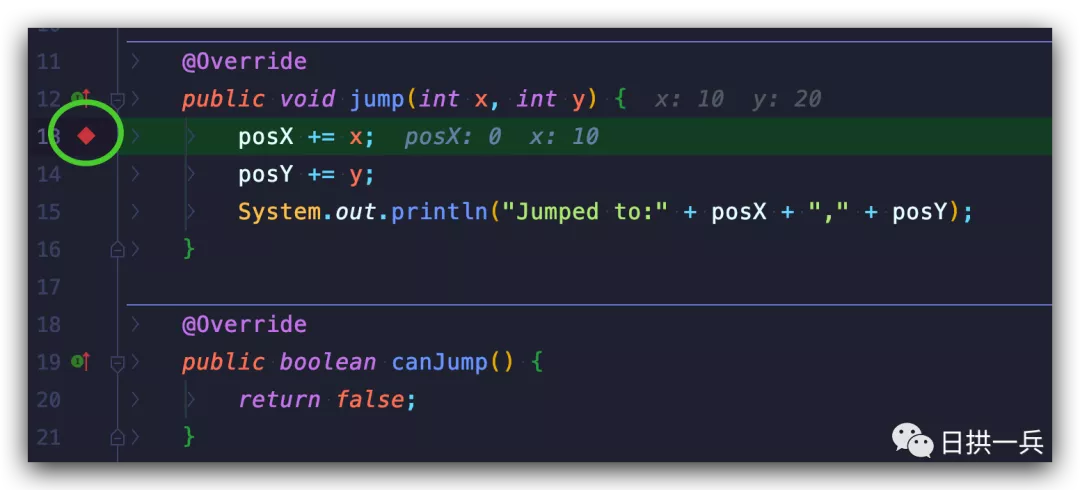 10
11 @Override
12 public void jump(int x, int y) { x: 10 y: 20
13 posX += x; posX: 0 x: 10
14 posY += y;
15 System.out.println("Jumped to:" + posX + "," + posY);
16 }
17
18 @Override
19 public boolean canJump() {
20 return false;
21 }
日拱一兵